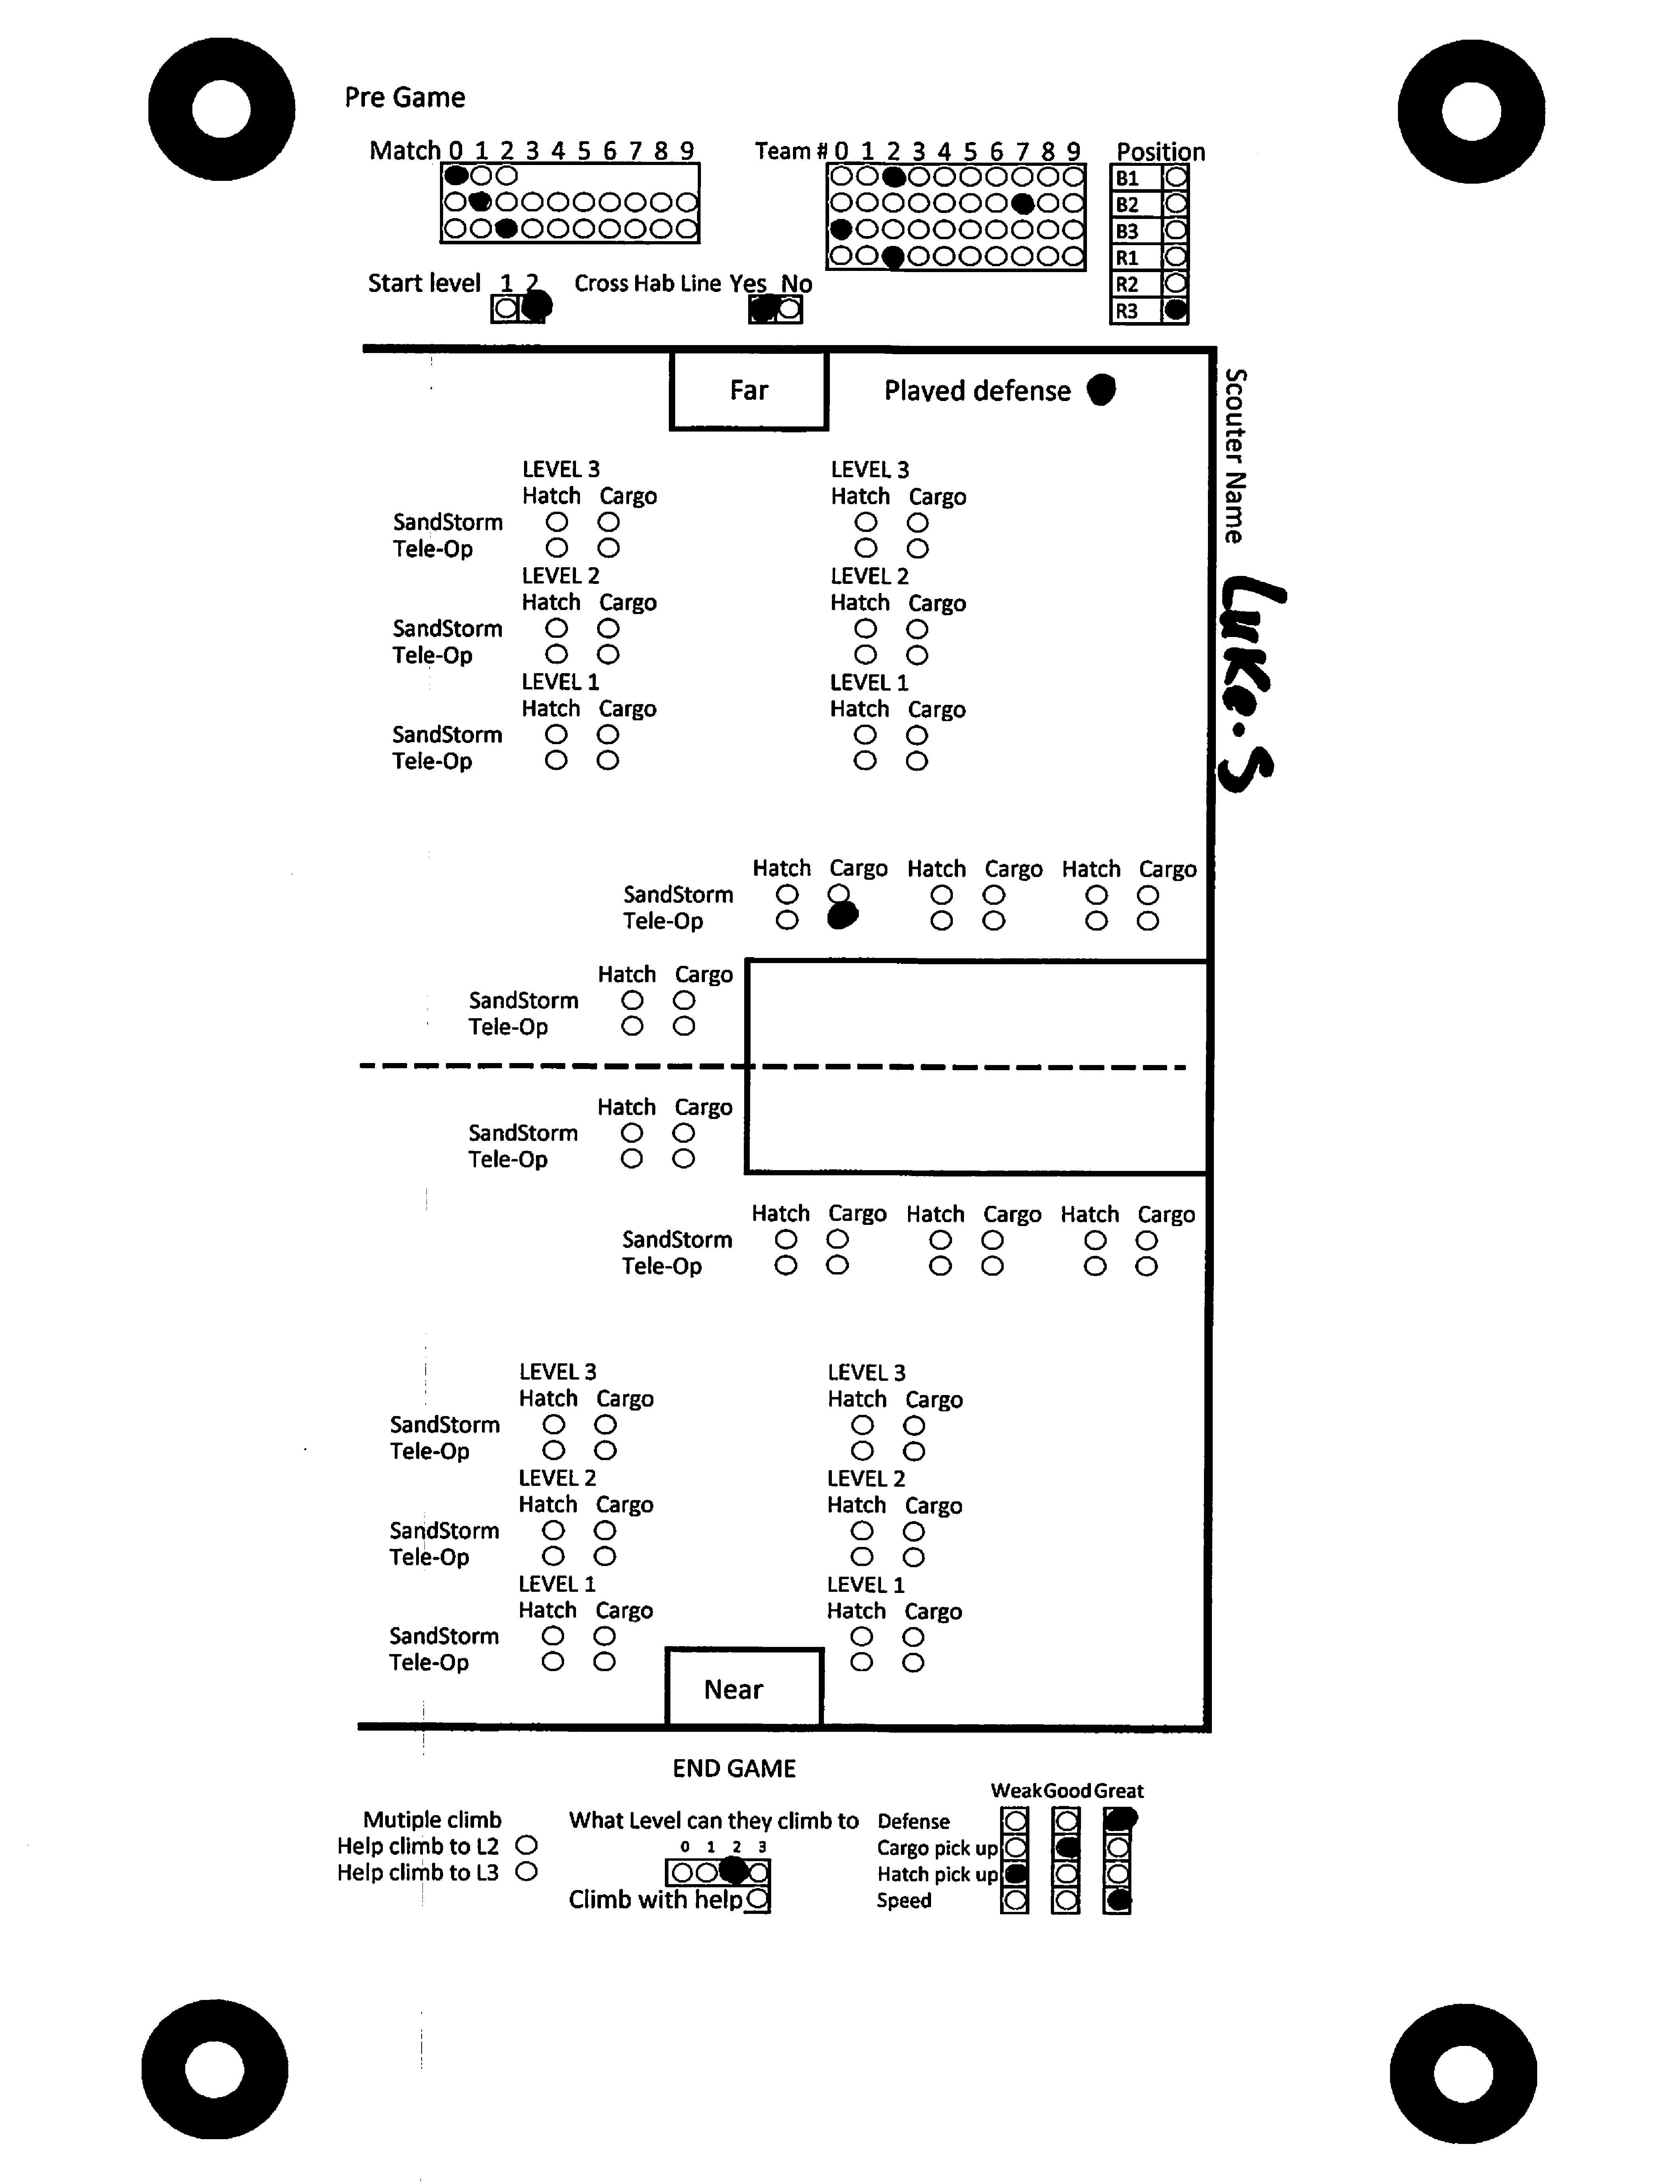 Pre Game
Match 0 1 2 3 4 5 6 7 8 9
Team # 0 1 2 3 4 5 6 7 8 9
Position
B1
B2
B3
R1
R2
R3
Start level 1 2
Cross Hab Line Yes No
Far
Played defense
Scouter Name Luke.S
LEVEL 3 LEVEL 3
Hatch Cargo Hatch Cargo
SandStorm
Tele-Op
LEVEL 2 LEVEL 2
Hatch Cargo Hatch Cargo
SandStorm
Tele-Op
LEVEL 1 LEVEL 1
Hatch Cargo Hatch Cargo
SandStorm
Tele-Op
Hatch Cargo Hatch Cargo Hatch Cargo
SandStorm
Tele-Op
Hatch Cargo
SandStorm
Tele-Op
Hatch Cargo
SandStorm
Tele-Op
Hatch Cargo Hatch Cargo Hatch Cargo
SandStorm
Tele-Op
LEVEL 3 LEVEL 3
Hatch Cargo Hatch Cargo
SandStorm
Tele-Op
LEVEL 2 LEVEL 2
Hatch Cargo Hatch Cargo
SandStorm
Tele-Op
LEVEL 1 LEVEL 1
Hatch Cargo Hatch Cargo
SandStorm
Tele-Op
Near
END GAME
Mutiple climb
Help climb to L2
Help climb to L3
What Level can they climb to
0 1 2 3
Climb with help
Weak Good Great
Defense
Cargo pick up
Hatch pick up
Speed